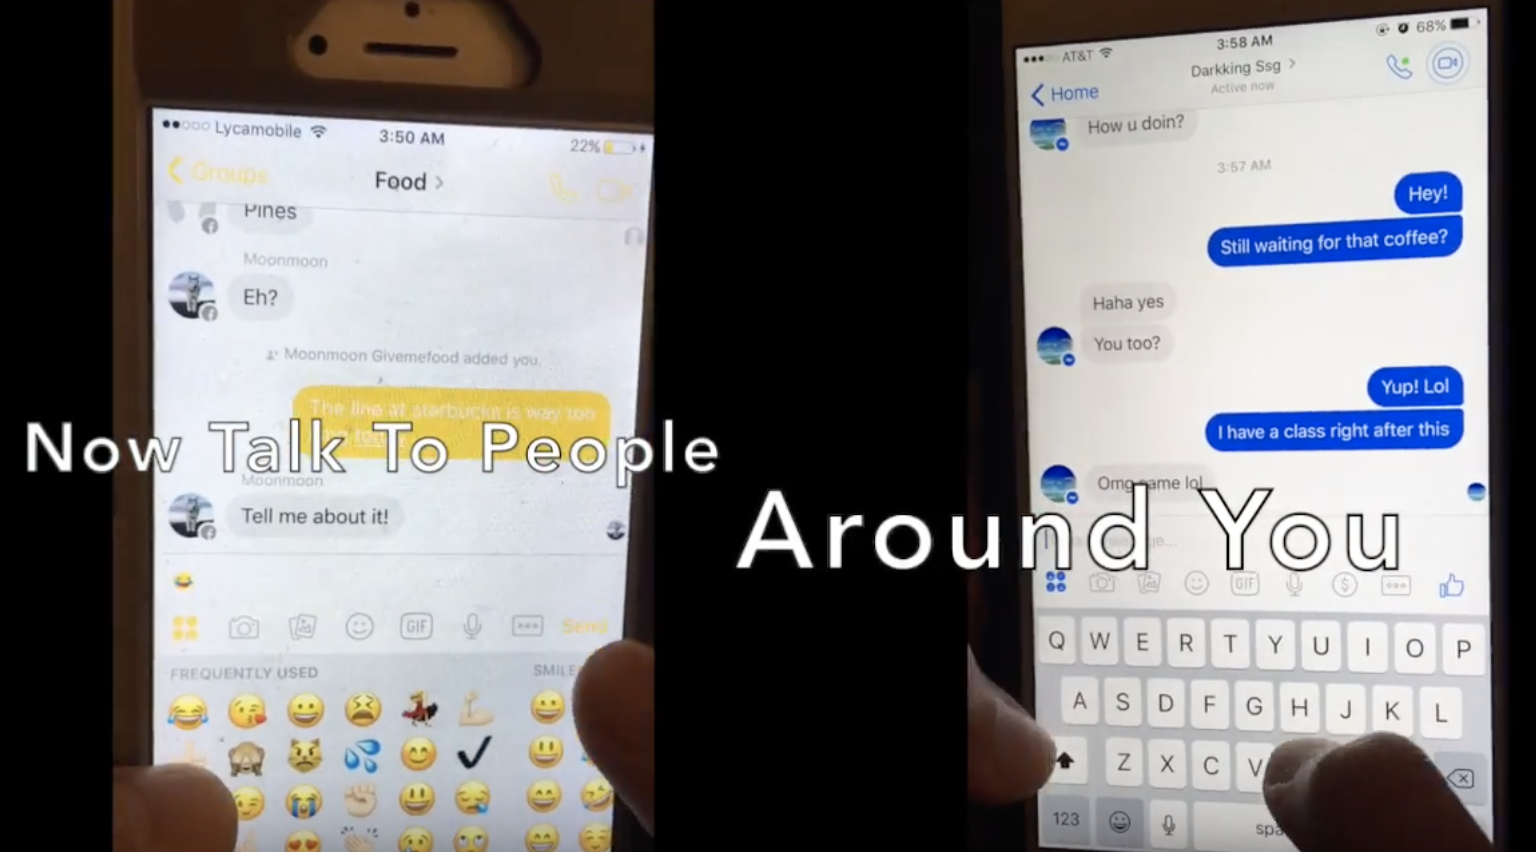 Lycamobile
3:50 AM
22%
Groups
Food >
Pines
Moonmoon
Eh?
Moonmoon Givemefood added you.
The line at starbucks is way too
Moonmoon
Tell me about it!
GIF
Send
FREQUENTLY USED
SMILE
Now Talk To People
Around You
AT&T
3:58 AM
68%
Home
Darkking Ssg >
Active now
How u doin?
3:57 AM
Hey!
Still waiting for that coffee?
Haha yes
You too?
Yup! Lol
I have a class right after this
Omg same lol
GIF
$
Q W E R T Y U I O P
A S D F G H J K L
Z X C V
123
spa